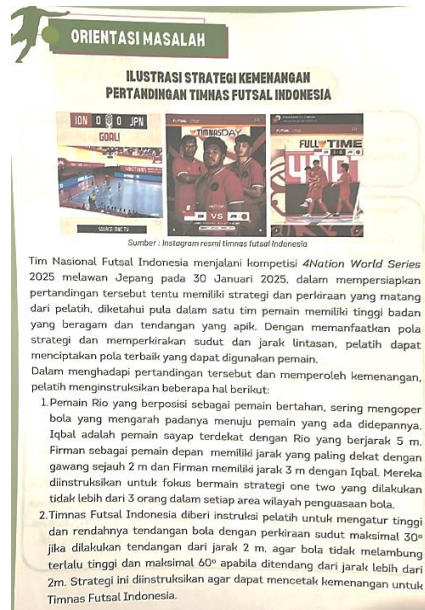 ORIENTASI MASALAH
ILUSTRASI STRATEGI KEMENANGAN
PERTANDINGAN TIMNAS FUTSAL INDONESIA
IDN 0 0 JPN
GOAL!
SOURCE: MNC TV
TIMNASDAY
VS
FULL TIME
Sumber : Instagram resmi timnas futsal Indonesia
Tim Nasional Futsal Indonesia menjalani kompetisi 4Nation World Series
2025 melawan Jepang pada 30 Januari 2025, dalam mempersiapkan
pertandingan tersebut tentu memiliki strategi dan perkiraan yang matang
dari pelatih, diketahui pula dalam satu tim pemain memiliki tinggi badan
yang beragam dan tendangan yang apik. Dengan memanfaatkan pola
strategi dan memperkirakan sudut dan jarak lintasan, pelatih dapat
menciptakan pola terbaik yang dapat digunakan pemain.
Dalam menghadapi pertandingan tersebut dan memperoleh kemenangan,
pelatih menginstruksikan beberapa hal berikut:
1.Pemain Rio yang berposisi sebagai pemain bertahan, sering mengoper
bola yang mengarah padanya menuju pemain yang ada didepannya.
Iqbal adalah pemain sayap terdekat dengan Rio yang berjarak 5 m.
Firman sebagai pemain depan memiliki jarak yang paling dekat dengan
gawang sejauh 2 m dan Firman memiliki jarak 3 m dengan Iqbal. Mereka
diinstruksikan untuk fokus bermain strategi one two yang dilakukan
tidak lebih dari 3 orang dalam setiap area wilayah penguasaan bola.
2.Timnas Futsal Indonesia diberi instruksi pelatih untuk mengatur tinggi
dan rendahnya tendangan bola dengan perkiraan sudut maksimal 30°
jika dilakukan tendangan dari jarak 2 m, agar bola tidak melambung
terlalu tinggi dan maksimal 60° apabila ditendang dari jarak lebih dari
2m. Strategi ini diinstruksikan agar dapat mencetak kemenangan untuk
Timnas Futsal Indonesia.